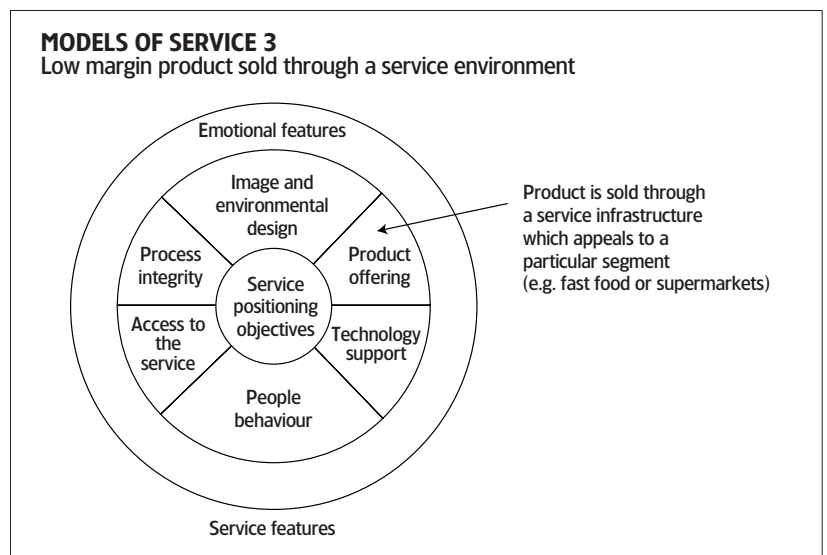 MODELS OF SERVICE 3
Low margin product sold through a service environment
Emotional features
Image and
environmental
design
Product is sold through
a service infrastructure
which appeals to a
particular segment
(e.g. fast food or supermarkets)
Process
integrity
Product
offering
Service
positioning
objectives
Access to
the
service
Technology
support
People
behaviour
Service features